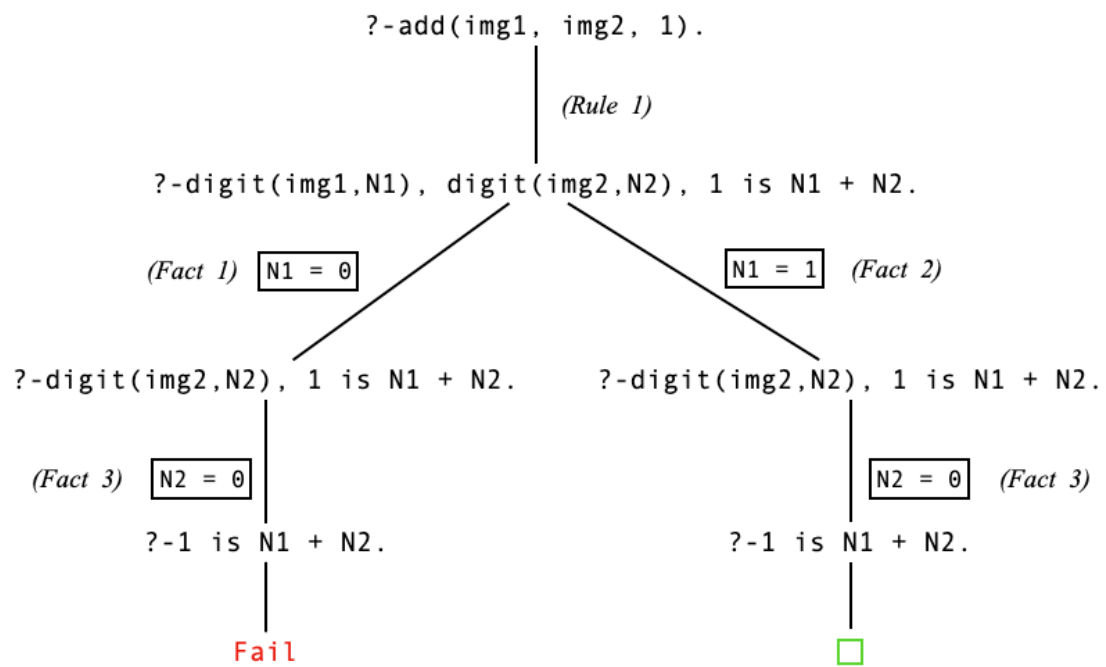 ?-add(img1, img2, 1).
(Rule 1)
?-digit(img1,N1), digit(img2,N2), 1 is N1 + N2.
(Fact 1) N1 = 0
N1 = 1 (Fact 2)
?-digit(img2,N2), 1 is N1 + N2.
?-digit(img2,N2), 1 is N1 + N2.
(Fact 3) N2 = 0
N2 = 0 (Fact 3)
?-1 is N1 + N2.
?-1 is N1 + N2.
Fail